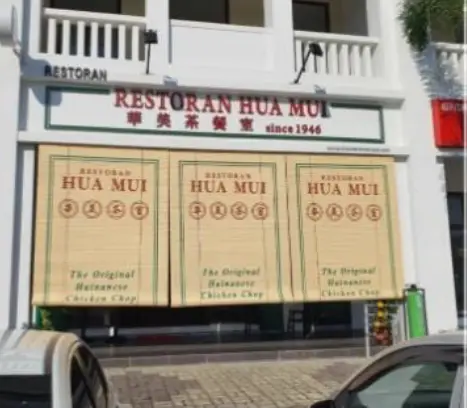 RESTORAN
RESTORAN HUA MUI
華美茶餐室 since 1946
RESTORAN
HUA MUI
The Original
Hainanese
Chicken Chop
RESTORAN
HUA MUI
The Original
Hainanese
Chicken Chop
RESTORAN
HUA MUI
The Original
Hainanese
Chicken Chop